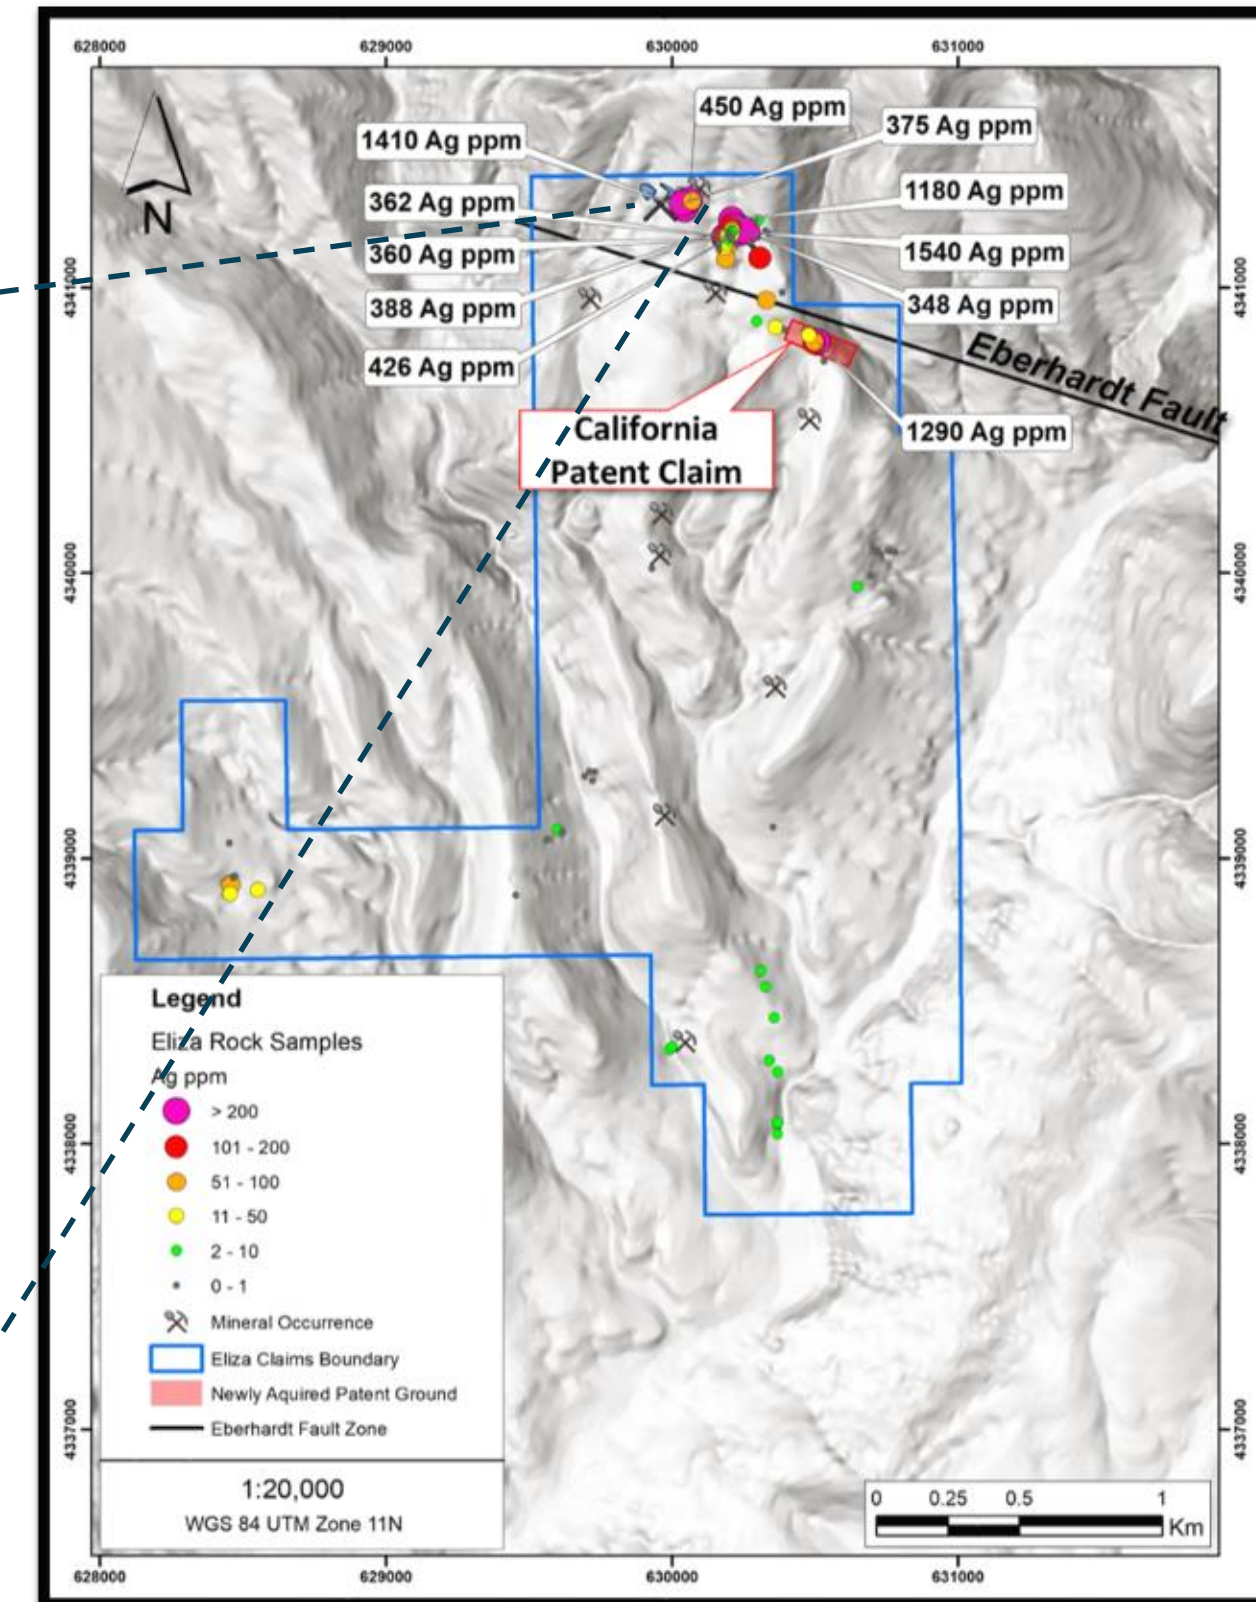 628000
629000
630000
631000
450 Ag ppm
375 Ag ppm
1410 Ag ppm
1180 Ag ppm
362 Ag ppm
360 Ag ppm
1540 Ag ppm
388 Ag ppm
348 Ag ppm
426 Ag ppm
Eberhardt Fault
1290 Ag ppm
California
Patent Claim
4341000
4341000
4340000
4340000
4339000
4339000
4338000
4338000
4337000
4337000
N
Legend
Eliza Rock Samples
Ag ppm
> 200
101 - 200
51 - 100
11 - 50
2 - 10
0 - 1
Mineral Occurrence
Eliza Claims Boundary
Newly Aquired Patent Ground
Eberhardt Fault Zone
1:20,000
WGS 84 UTM Zone 11N
0 0.25 0.5 1
Km
628000
629000
630000
631000